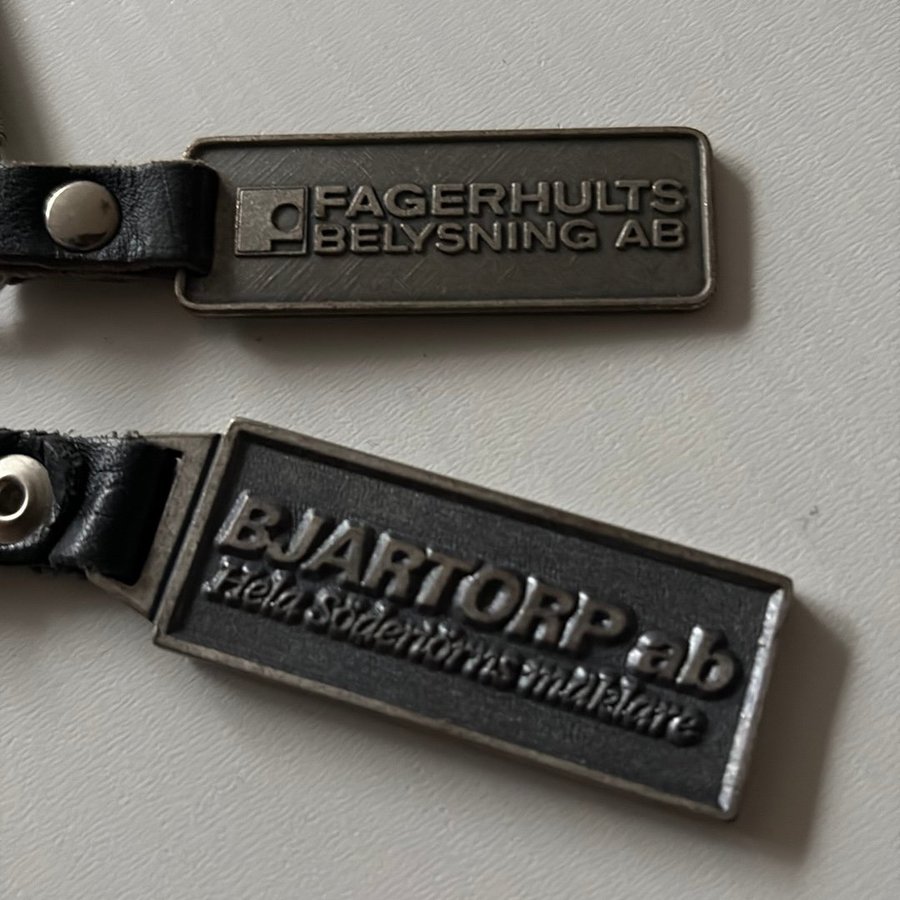 FAGERHULTS
BELYSNING AB
BJARTORP ab
Hela Södertörns mäklare